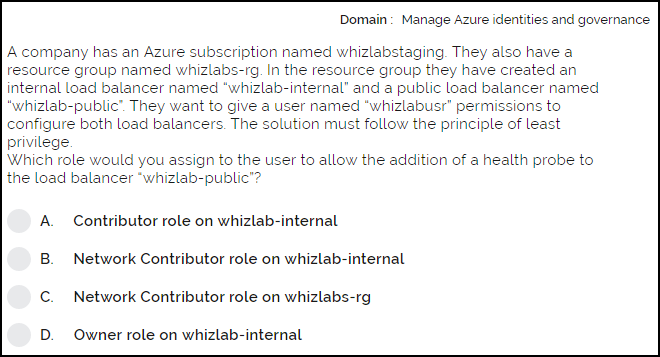 Domain : Manage Azure identities and governance
A company has an Azure subscription named whizlabstaging. They also have a
resource group named whizlabs-rg. In the resource group they have created an
internal load balancer named “whizlab-internal” and a public load balancer named
“whizlab-public”. They want to give a user named “whizlabusr” permissions to
configure both load balancers. The solution must follow the principle of least
privilege.
Which role would you assign to the user to allow the addition of a health probe to
the load balancer “whizlab-public”?
A. Contributor role on whizlab-internal
B. Network Contributor role on whizlab-internal
C. Network Contributor role on whizlabs-rg
D. Owner role on whizlab-internal